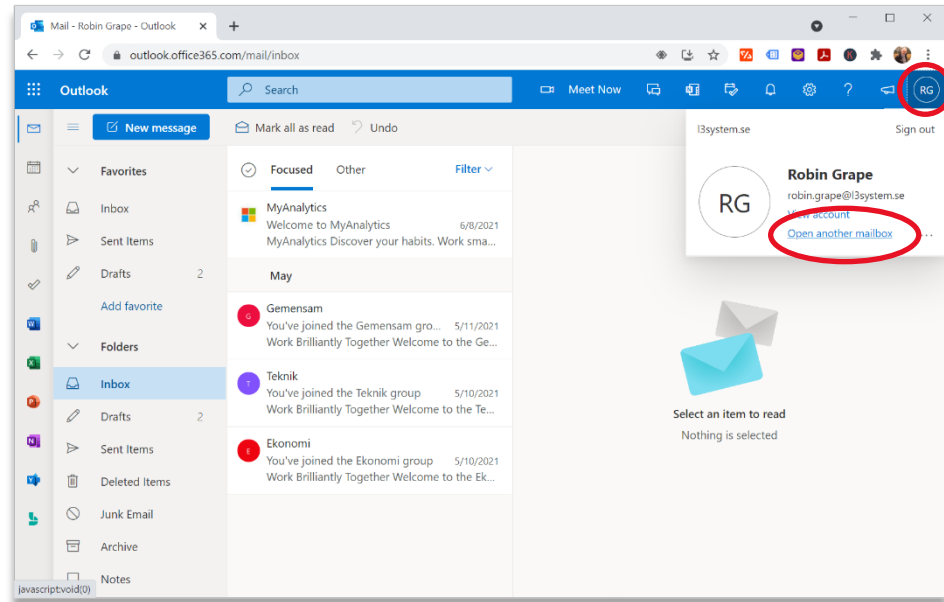 Mail - Robin Grape - Outlook
outlook.office365.com/mail/inbox
Outlook
Search
Meet Now
RG
New message
Mark all as read
Undo
l3system.se
Sign out
RG
Robin Grape
robin.grape@l3system.se
View account
Open another mailbox
...
Favorites
Inbox
Sent Items
Drafts 2
Add favorite
Folders
Inbox
Drafts 2
Sent Items
Deleted Items
Junk Email
Archive
Notes
javascript:void(0)
Focused
Other
Filter
MyAnalytics
Welcome to MyAnalytics 6/8/2021
MyAnalytics Discover your habits. Work sma...
May
G
Gemensam
You've joined the Gemensam gro... 5/11/2021
Work Brilliantly Together Welcome to the Ge...
T
Teknik
You've joined the Teknik group 5/10/2021
Work Brilliantly Together Welcome to the Te...
E
Ekonomi
You've joined the Ekonomi group 5/10/2021
Work Brilliantly Together Welcome to the Ek...
Select an item to read
Nothing is selected